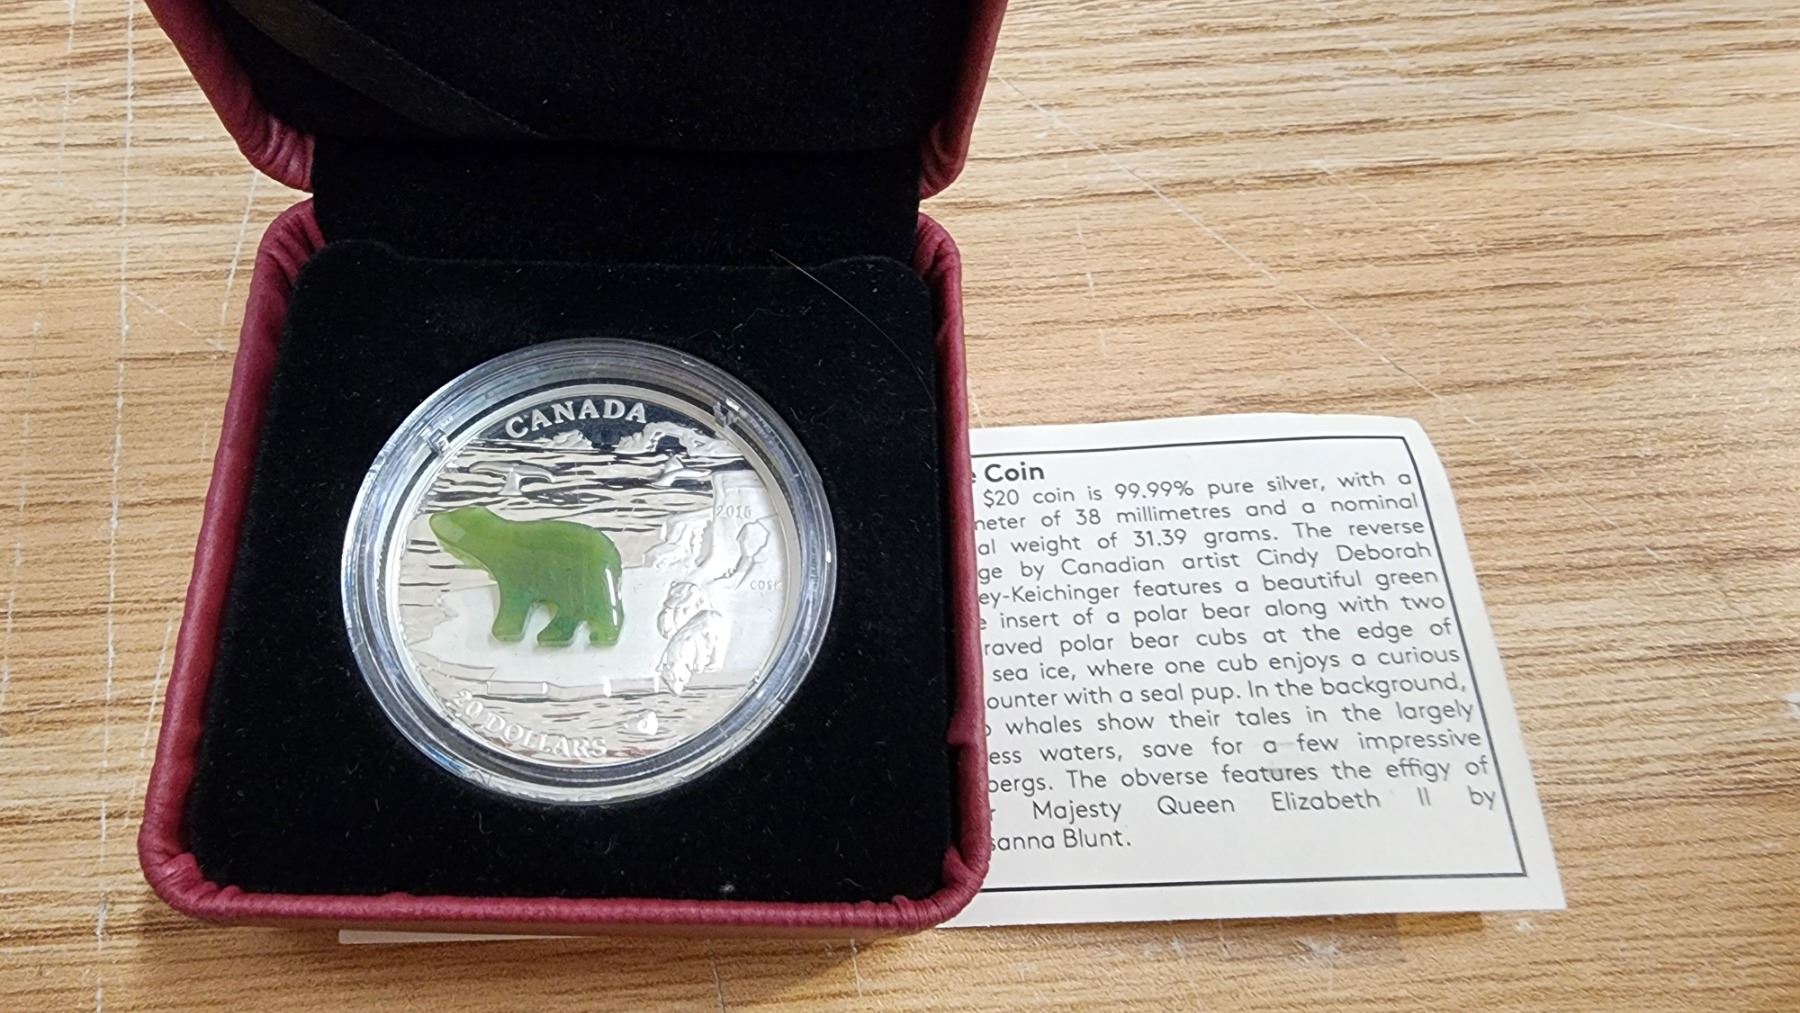 CANADA
2015
20 DOLLARS
Coin
$20 coin is 99.99% pure silver, with a
neter of 38 millimetres and a nominal
al weight of 31.39 grams. The reverse
ge by Canadian artist Cindy Deborah
ey-Keichinger features a beautiful green
e insert of a polar bear along with two
raved polar bear cubs at the edge of
sea ice, where one cub enjoys a curious
ounter with a seal pup. In the background,
o whales show their tales in the largely
ess waters, save for a few impressive
bergs. The obverse features the effigy of
r Majesty Queen Elizabeth II by
sanna Blunt.